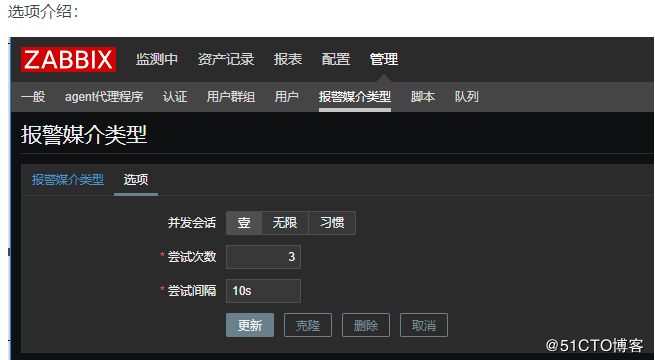 选项介绍：
ZABBIX 监测中 资产记录 报表 配置 管理
一般 agent代理程序 认证 用户群组 用户 报警媒介类型 脚本 队列
报警媒介类型
报警媒介类型 选项
并发会话 壹 无限 习惯
* 尝试次数 3
* 尝试间隔 10s
更新 克隆 删除 取消
@51CTO博客